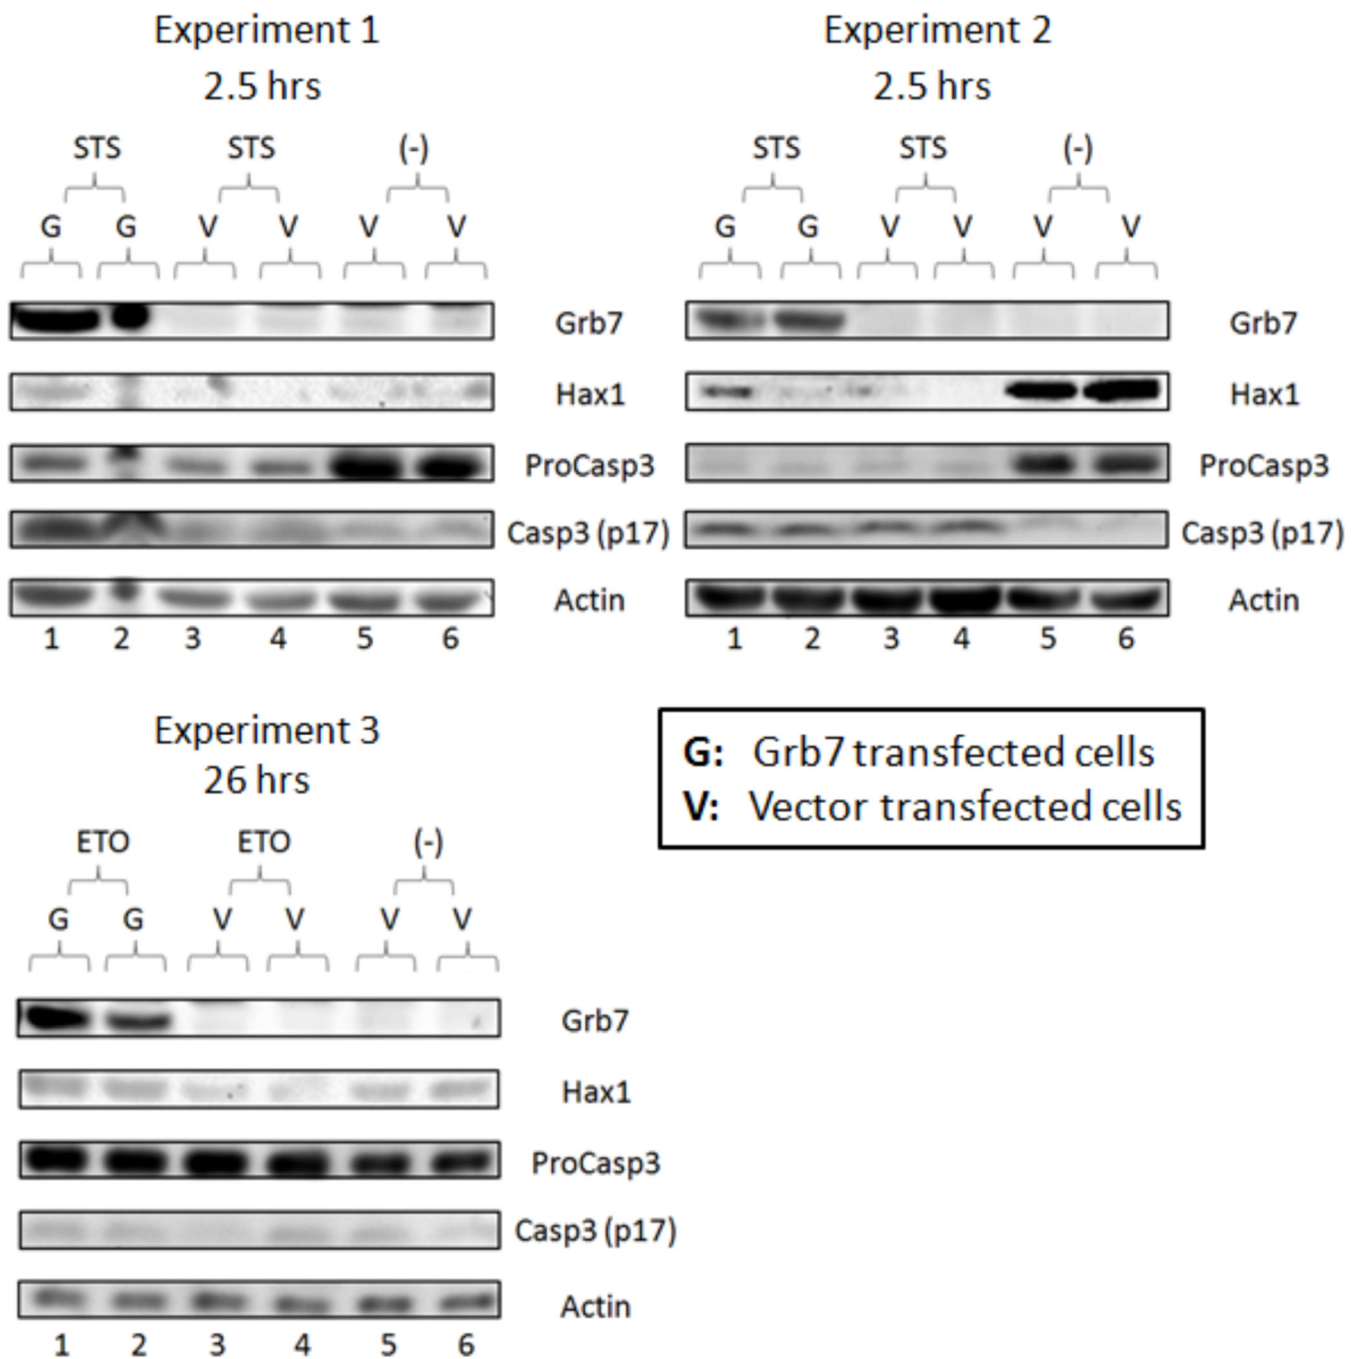 Experiment 1
2.5 hrs
STS STS (-)
G G V V V V
Grb7
Hax1
ProCasp3
Casp3 (p17)
Actin
1 2 3 4 5 6
Experiment 2
2.5 hrs
STS STS (-)
G G V V V V
Grb7
Hax1
ProCasp3
Casp3 (p17)
Actin
1 2 3 4 5 6
Experiment 3
26 hrs
ETO ETO (-)
G G V V V V
Grb7
Hax1
ProCasp3
Casp3 (p17)
Actin
1 2 3 4 5 6
G: Grb7 transfected cells
V: Vector transfected cells